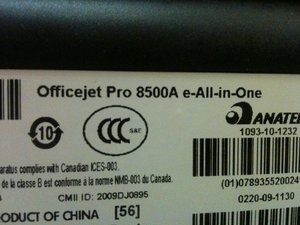 Officejet Pro 8500A e-All-in-One
10
CCC
S&E
ANATEL
1093-10-1232
paratus complies with Canadian ICES-003.
de la classe B est conforme à la norme NMB-003 du Canada.
(01)078935520024
CMII ID: 2009DJ0895
0220-09-1130
PRODUCT OF CHINA [56]